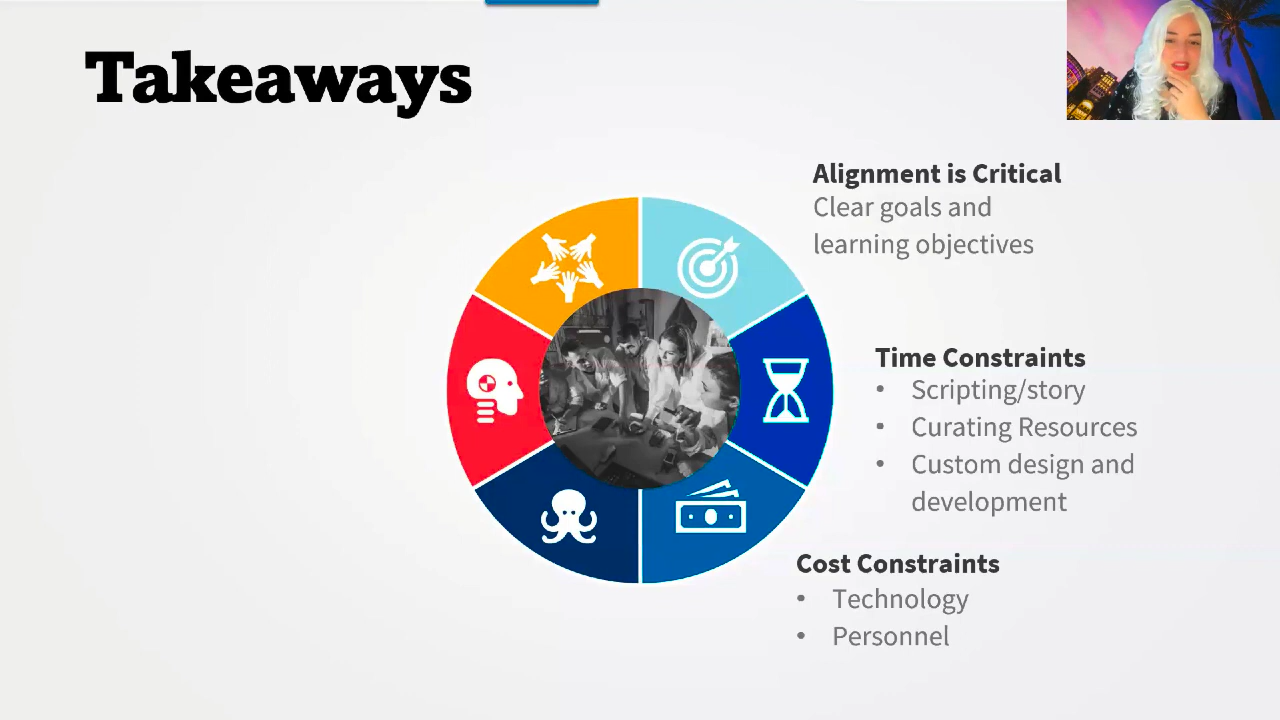 Takeaways
Alignment is Critical
Clear goals and
learning objectives
Time Constraints
• Scripting/story
• Curating Resources
• Custom design and
development
Cost Constraints
• Technology
• Personnel